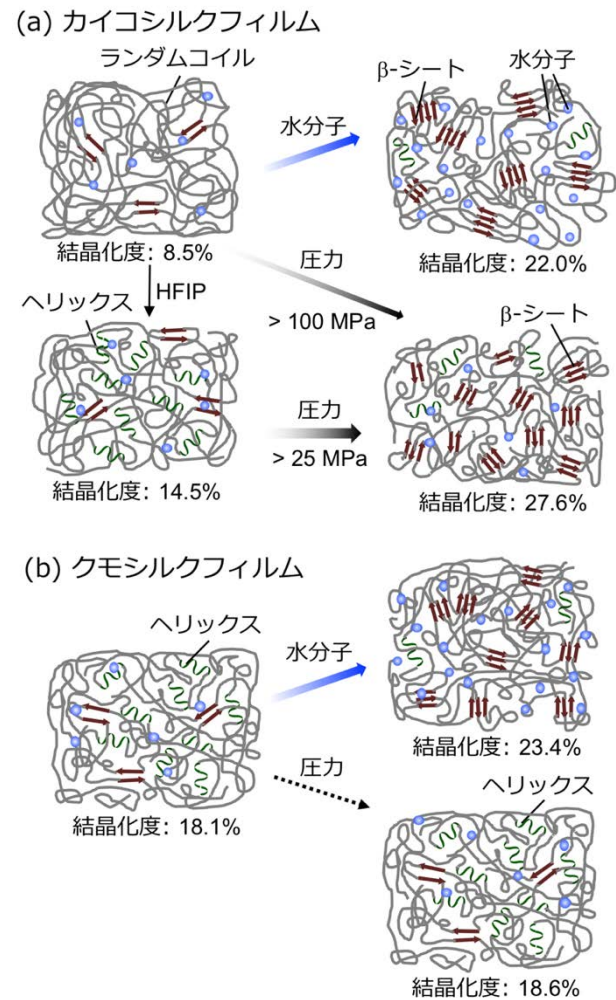 (a) カイコシルクフィルム
ランダムコイル
β-シート
水分子
水分子
結晶化度: 8.5%
結晶化度: 22.0%
HFIP
ヘリックス
圧力
> 100 MPa
β-シート
圧力
> 25 MPa
結晶化度: 14.5%
結晶化度: 27.6%
(b) クモシルクフィルム
ヘリックス
水分子
結晶化度: 23.4%
圧力
ヘリックス
結晶化度: 18.1%
結晶化度: 18.6%